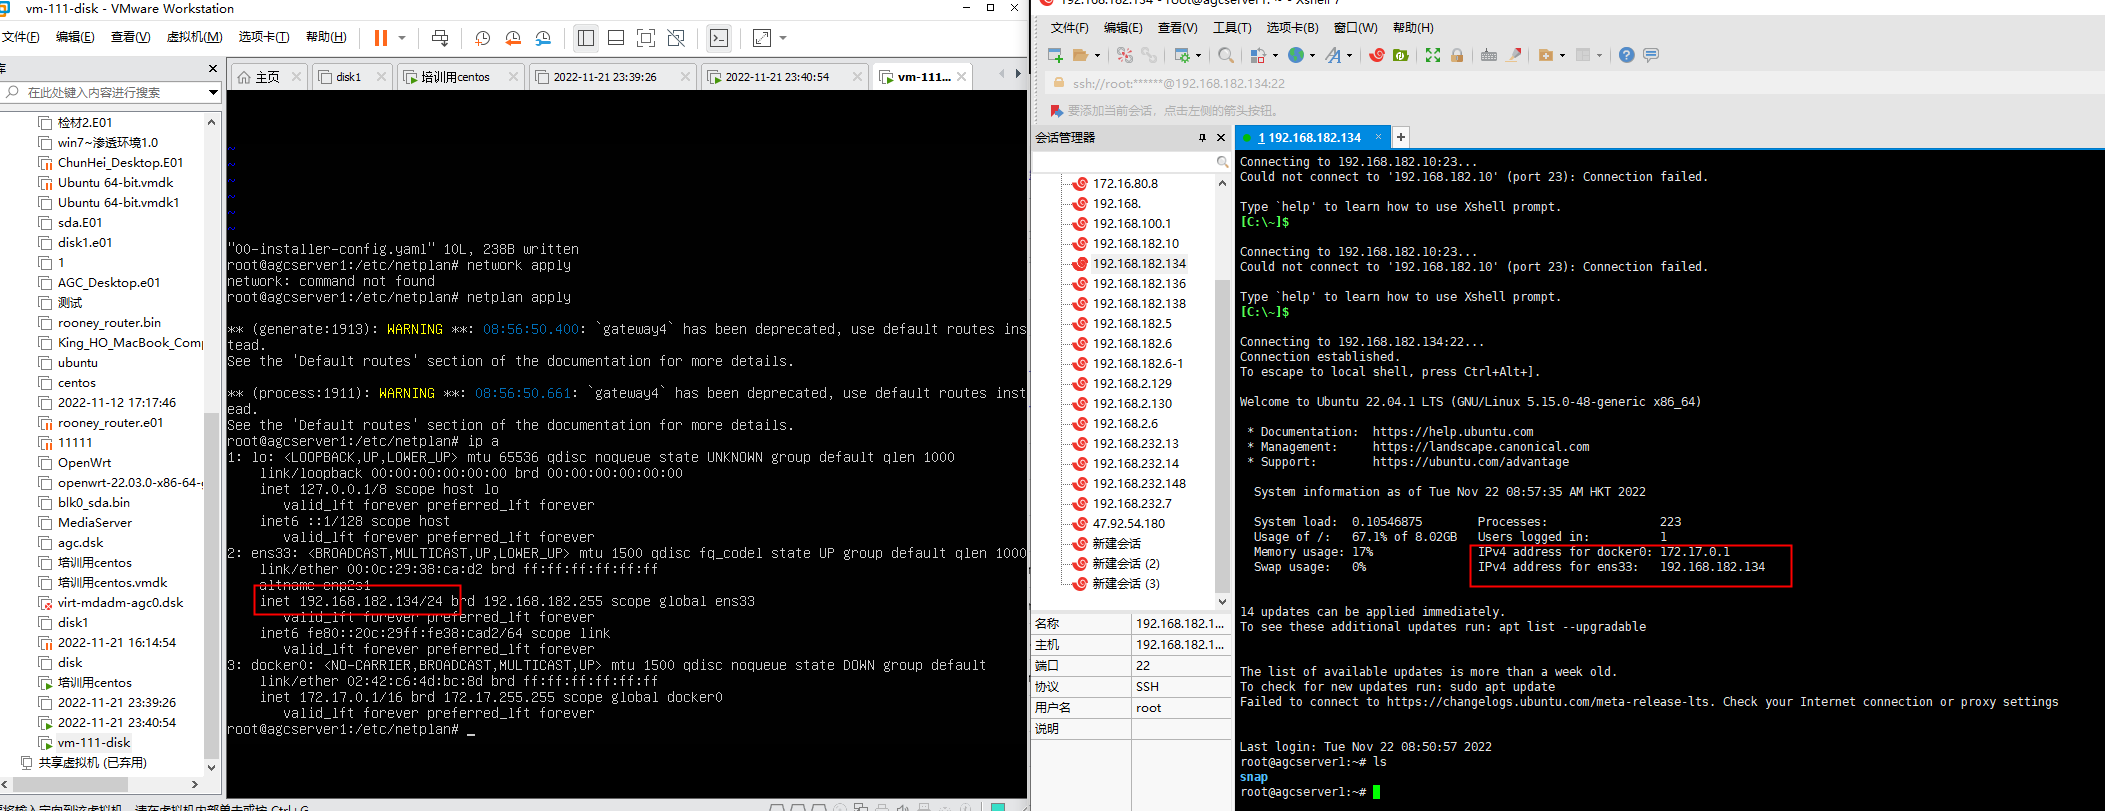 vm-111-disk - VMware Workstation
文件(F) 编辑(E) 查看(V) 虚拟机(M) 选项卡(T) 帮助(H)
库
在此处键入内容进行搜索
检材2.E01
win7~渗透环境1.0
ChunHei_Desktop.E01
Ubuntu 64-bit.vmdk
Ubuntu 64-bit.vmdk1
sda.E01
disk1.e01
1
AGC_Desktop.e01
测试
rooney_router.bin
King_HO_MacBook_Comp
ubuntu
centos
2022-11-12 17:17:46
rooney_router.e01
11111
OpenWrt
openwrt-22.03.0-x86-64-g
blk0_sda.bin
MediaServer
agc.dsk
培训用centos
培训用centos.vmdk
virt-mdadm-agc0.dsk
disk1
2022-11-21 16:14:54
disk
培训用centos
2022-11-21 23:39:26
2022-11-21 23:40:54
vm-111-disk
共享虚拟机 (已弃用)
主页 disk1 培训用centos 2022-11-21 23:39:26 2022-11-21 23:40:54 vm-111...
~
~
~
~
~
~
"00-installer-config.yaml" 10L, 238B written
root@agcserver1:/etc/netplan# network apply
network: command not found
root@agcserver1:/etc/netplan# netplan apply
** (generate:1913): WARNING **: 08:56:50.400: `gateway4` has been deprecated, use default routes ins
tead.
See the 'Default routes' section of the documentation for more details.
** (process:1911): WARNING **: 08:56:50.661: `gateway4` has been deprecated, use default routes inst
ead.
See the 'Default routes' section of the documentation for more details.
root@agcserver1:/etc/netplan# ip a
1: lo: <LOOPBACK,UP,LOWER_UP> mtu 65536 qdisc noqueue state UNKNOWN group default qlen 1000
link/loopback 00:00:00:00:00:00 brd 00:00:00:00:00:00
inet 127.0.0.1/8 scope host lo
valid_lft forever preferred_lft forever
inet6 ::1/128 scope host
valid_lft forever preferred_lft forever
2: ens33: <BROADCAST,MULTICAST,UP,LOWER_UP> mtu 1500 qdisc fq_codel state UP group default qlen 1000
link/ether 00:0c:29:38:ca:d2 brd ff:ff:ff:ff:ff:ff
altname enp2s1
inet 192.168.182.134/24 brd 192.168.182.255 scope global ens33
valid_lft forever preferred_lft forever
inet6 fe80::20c:29ff:fe38:cad2/64 scope link
valid_lft forever preferred_lft forever
3: docker0: <NO-CARRIER,BROADCAST,MULTICAST,UP> mtu 1500 qdisc noqueue state DOWN group default
link/ether 02:42:c6:4d:bc:8d brd ff:ff:ff:ff:ff:ff
inet 172.17.0.1/16 brd 172.17.255.255 scope global docker0
valid_lft forever preferred_lft forever
root@agcserver1:/etc/netplan# _
192.168.182.134 - root@agcserver1: ~ - Xshell 7
文件(F) 编辑(E) 查看(V) 工具(T) 选项卡(B) 窗口(W) 帮助(H)
ssh://root:******@192.168.182.134:22
要添加当前会话，点击左侧的箭头按钮。
会话管理器
172.16.80.8
192.168.
192.168.100.1
192.168.182.10
192.168.182.134
192.168.182.136
192.168.182.138
192.168.182.5
192.168.182.6
192.168.182.6-1
192.168.2.129
192.168.2.130
192.168.2.6
192.168.232.13
192.168.232.14
192.168.232.148
192.168.232.7
47.92.54.180
新建会话
新建会话 (2)
新建会话 (3)
名称 192.168.182.1...
主机 192.168.182.1...
端口 22
协议 SSH
用户名 root
说明
1 192.168.182.134
Connecting to 192.168.182.10:23...
Could not connect to '192.168.182.10' (port 23): Connection failed.
Type `help' to learn how to use Xshell prompt.
[C:\~]$
Connecting to 192.168.182.10:23...
Could not connect to '192.168.182.10' (port 23): Connection failed.
Type `help' to learn how to use Xshell prompt.
[C:\~]$
Connecting to 192.168.182.134:22...
Connection established.
To escape to local shell, press Ctrl+Alt+].
Welcome to Ubuntu 22.04.1 LTS (GNU/Linux 5.15.0-48-generic x86_64)
* Documentation: https://help.ubuntu.com
* Management: https://landscape.canonical.com
* Support: https://ubuntu.com/advantage
System information as of Tue Nov 22 08:57:35 AM HKT 2022
System load: 0.10546875 Processes: 223
Usage of /: 67.1% of 8.02GB Users logged in: 1
Memory usage: 17% IPv4 address for docker0: 172.17.0.1
Swap usage: 0% IPv4 address for ens33: 192.168.182.134
14 updates can be applied immediately.
To see these additional updates run: apt list --upgradable
The list of available updates is more than a week old.
To check for new updates run: sudo apt update
Failed to connect to https://changelogs.ubuntu.com/meta-release-lts. Check your Internet connection or proxy settings
Last login: Tue Nov 22 08:50:57 2022
root@agcserver1:~# ls
snap
root@agcserver1:~#